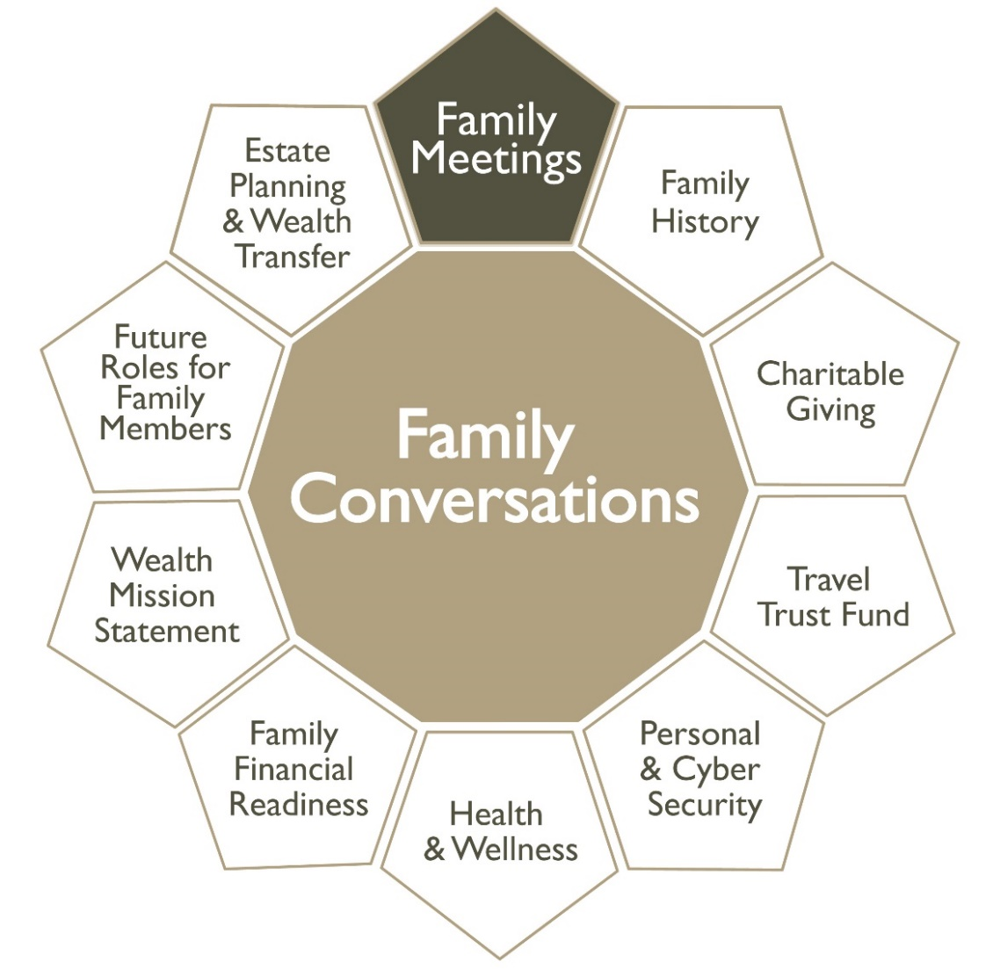 Family
Meetings
Family
History
Charitable
Giving
Travel
Trust Fund
Personal
& Cyber
Security
Health
& Wellness
Family
Financial
Readiness
Wealth
Mission
Statement
Future
Roles for
Family
Members
Estate
Planning
& Wealth
Transfer
Family
Conversations